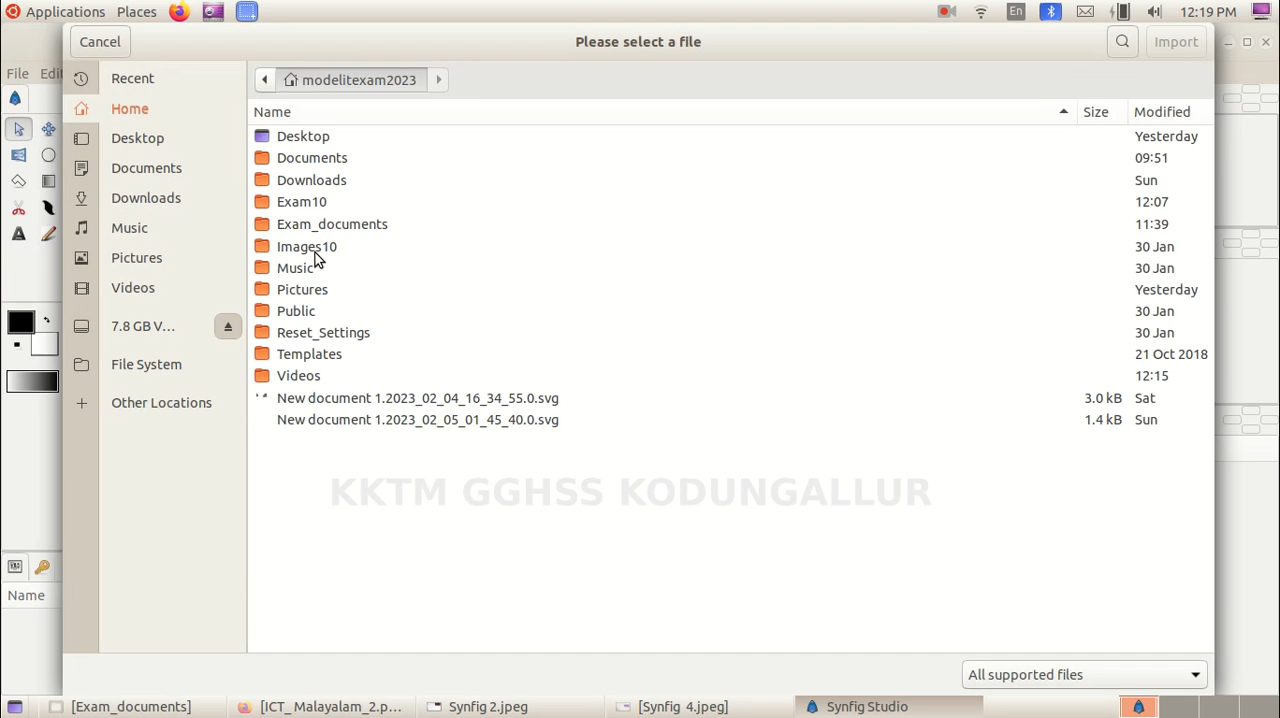 Applications Places En 12:19 PM
Cancel Please select a file Import
File Edi
Recent
Home
Desktop
Documents
Downloads
Music
Pictures
Videos
7.8 GB V...
File System
Other Locations
modelitexam2023
Name Size Modified
Desktop Yesterday
Documents 09:51
Downloads Sun
Exam10 12:07
Exam_documents 11:39
Images10 30 Jan
Music 30 Jan
Pictures Yesterday
Public 30 Jan
Reset_Settings 30 Jan
Templates 21 Oct 2018
Videos 12:15
New document 1.2023_02_04_16_34_55.0.svg 3.0 kB Sat
New document 1.2023_02_05_01_45_40.0.svg 1.4 kB Sun
KKTM GGHSS KODUNGALLUR
Name
All supported files
[Exam_documents] [ICT_Malayalam_2.p... Synfig 2.jpeg [Synfig 4.jpeg] Synfig Studio